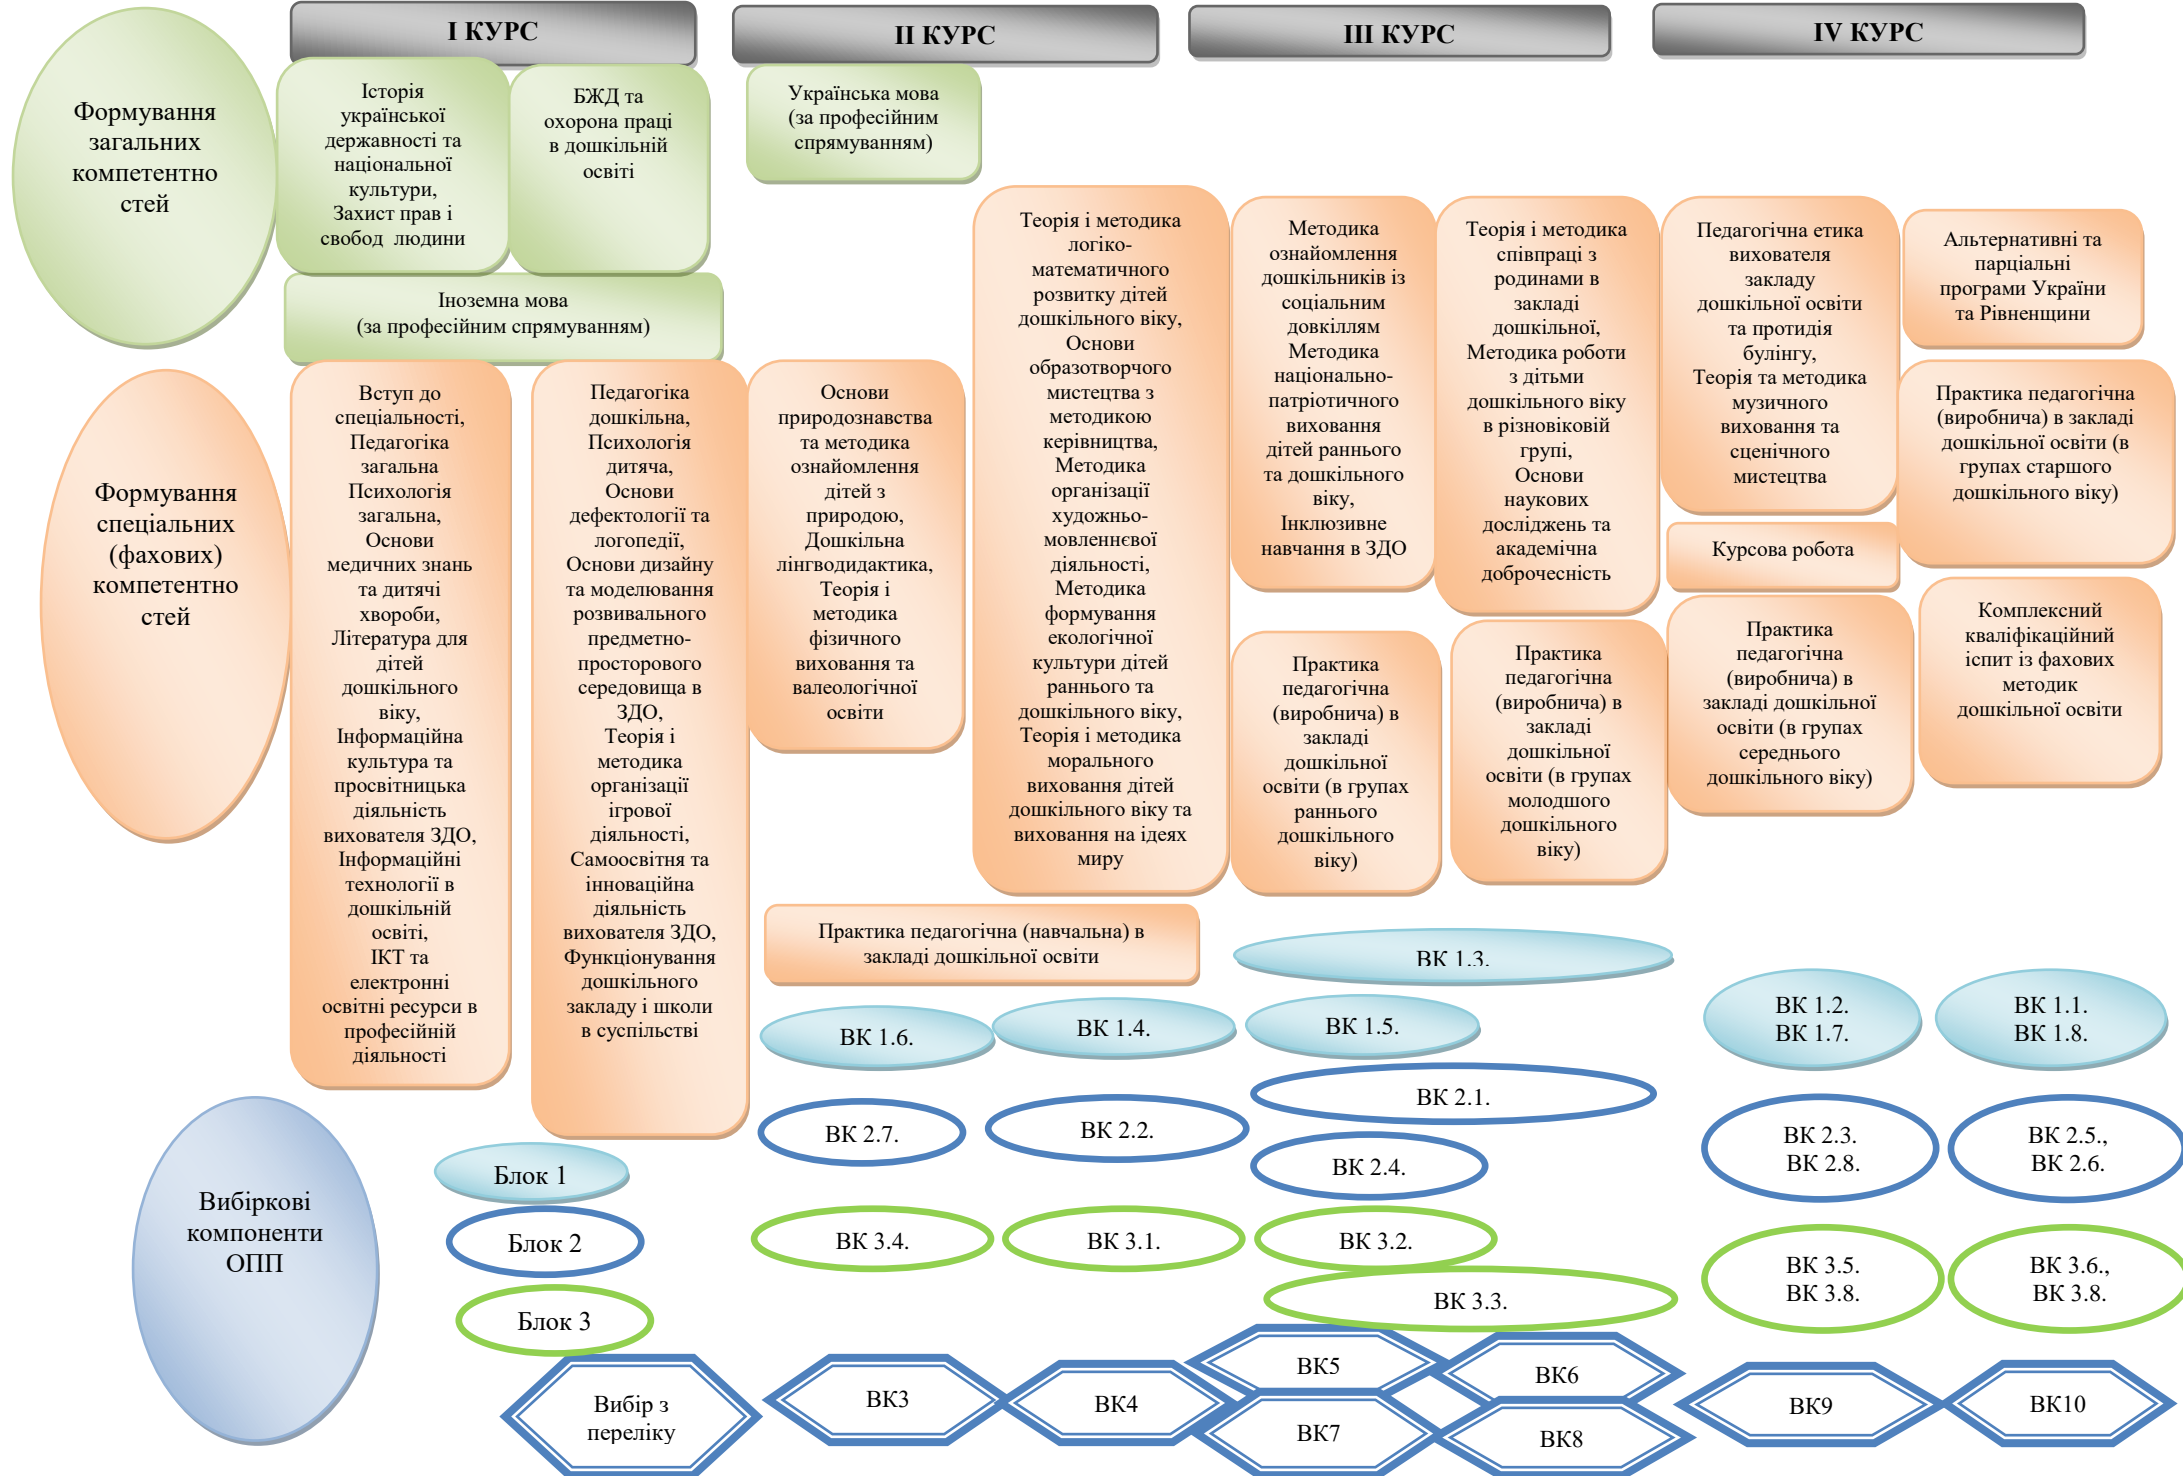 I КУРС
II КУРС
III КУРС
IV КУРС
Формування
загальних
компетентно
стей
Історія
української
державності та
національної
культури,
Захист прав і
свобод людини
БЖД та
охорона праці
в дошкільній
освіті
Українська мова
(за професійним
спрямуванням)
Іноземна мова
(за професійним спрямуванням)
Формування
спеціальних
(фахових)
компетентно
стей
Вступ до
спеціальності,
Педагогіка
загальна
Психологія
загальна,
Основи
медичних знань
та дитячі
хвороби,
Література для
дітей
дошкільного
віку,
Інформаційна
культура та
просвітницька
діяльність
вихователя ЗДО,
Інформаційні
технології в
дошкільній
освіті,
ІКТ та
електронні
освітні ресурси в
професійній
діяльності
Педагогіка
дошкільна,
Психологія
дитяча,
Основи
дефектології та
логопедії,
Основи дизайну
та моделювання
розвивального
предметно-
просторового
середовища в
ЗДО,
Теорія і
методика
організації
ігрової
діяльності,
Самоосвітня та
інноваційна
діяльність
вихователя ЗДО,
Функціонування
дошкільного
закладу і школи
в суспільстві
Основи
природознавства
та методика
ознайомлення
дітей з
природою,
Дошкільна
лінгводидактика,
Теорія і
методика
фізичного
виховання та
валеологічної
освіти
Теорія і методика
логіко-
математичного
розвитку дітей
дошкільного віку,
Основи
образотворчого
мистецтва з
методикою
керівництва,
Методика
організації
художньо-
мовленнєвої
діяльності,
Методика
формування
екологічної
культури дітей
раннього та
дошкільного віку,
Теорія і методика
морального
виховання дітей
дошкільного віку та
виховання на ідеях
миру
Методика
ознайомлення
дошкільників із
соціальним
довкіллям
Методика
національно-
патріотичного
виховання
дітей раннього
та дошкільного
віку,
Інклюзивне
навчання в ЗДО
Теорія і методика
співпраці з
родинами в
закладі
дошкільної,
Методика роботи
з дітьми
дошкільного віку
в різновіковій
групі,
Основи
наукових
досліджень та
академічна
доброчесність
Педагогічна етика
вихователя
закладу
дошкільної освіти
та протидія
булінгу,
Теорія та методика
музичного
виховання та
сценічного
мистецтва
Альтернативні та
парціальні
програми України
та Рівненщини
Практика педагогічна
(виробнича) в закладі
дошкільної освіти (в
групах старшого
дошкільного віку)
Курсова робота
Практика
педагогічна
(виробнича) в
закладі
дошкільної
освіти (в групах
раннього
дошкільного
віку)
Практика
педагогічна
(виробнича) в
закладі
дошкільної
освіти (в групах
молодшого
дошкільного
віку)
Практика
педагогічна
(виробнича) в
закладі дошкільної
освіти (в групах
середнього
дошкільного віку)
Комплексний
кваліфікаційний
іспит із фахових
методик
дошкільної освіти
Практика педагогічна (навчальна) в
закладі дошкільної освіти
Вибіркові
компоненти
ОПП
Блок 1
ВК 1.6.
ВК 1.4.
ВК 1.3.
ВК 1.5.
ВК 1.2.
ВК 1.7.
ВК 1.1.
ВК 1.8.
Блок 2
ВК 2.7.
ВК 2.2.
ВК 2.1.
ВК 2.4.
ВК 2.3.
ВК 2.8.
ВК 2.5.,
ВК 2.6.
Блок 3
ВК 3.4.
ВК 3.1.
ВК 3.2.
ВК 3.3.
ВК 3.5.
ВК 3.8.
ВК 3.6.,
ВК 3.8.
Вибір з
переліку
ВК3
ВК4
ВК5
ВК6
ВК7
ВК8
ВК9
ВК10